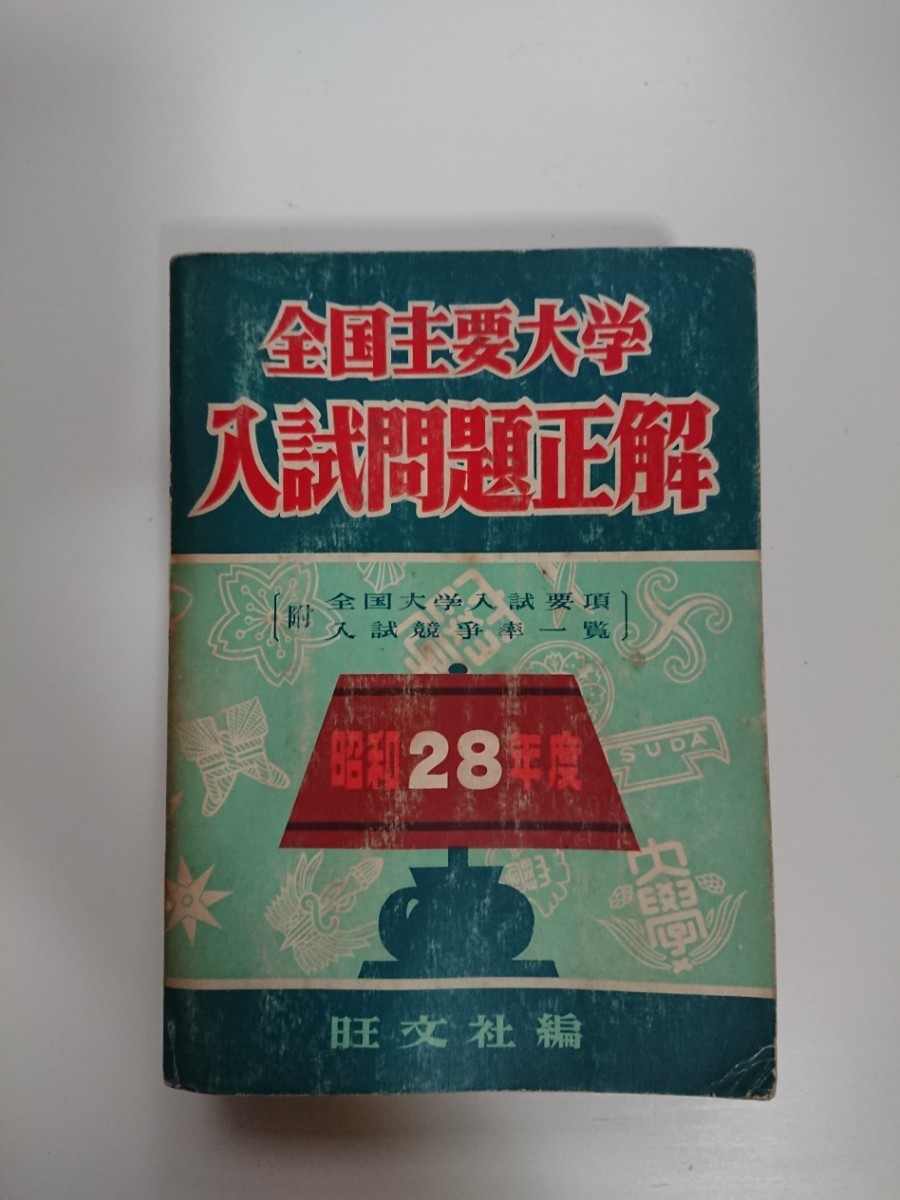 全国主要大学
入試問題正解
〔附 全国大学入試要項
入試競争率一覧〕
昭和28年度
SUDA
大學
旺文社編